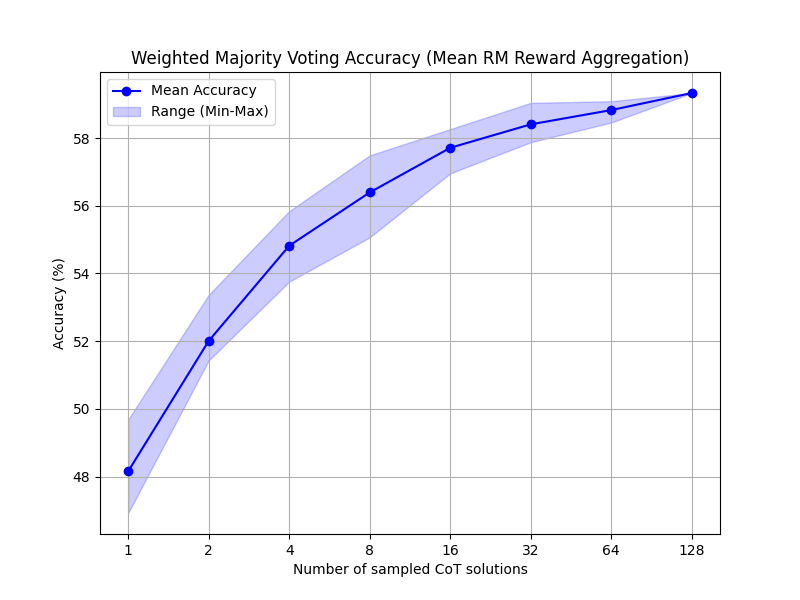 Weighted Majority Voting Accuracy (Mean RM Reward Aggregation)
Mean Accuracy
Range (Min-Max)
58
56
54
52
50
48
Accuracy (%)
1 2 4 8 16 32 64 128
Number of sampled CoT solutions